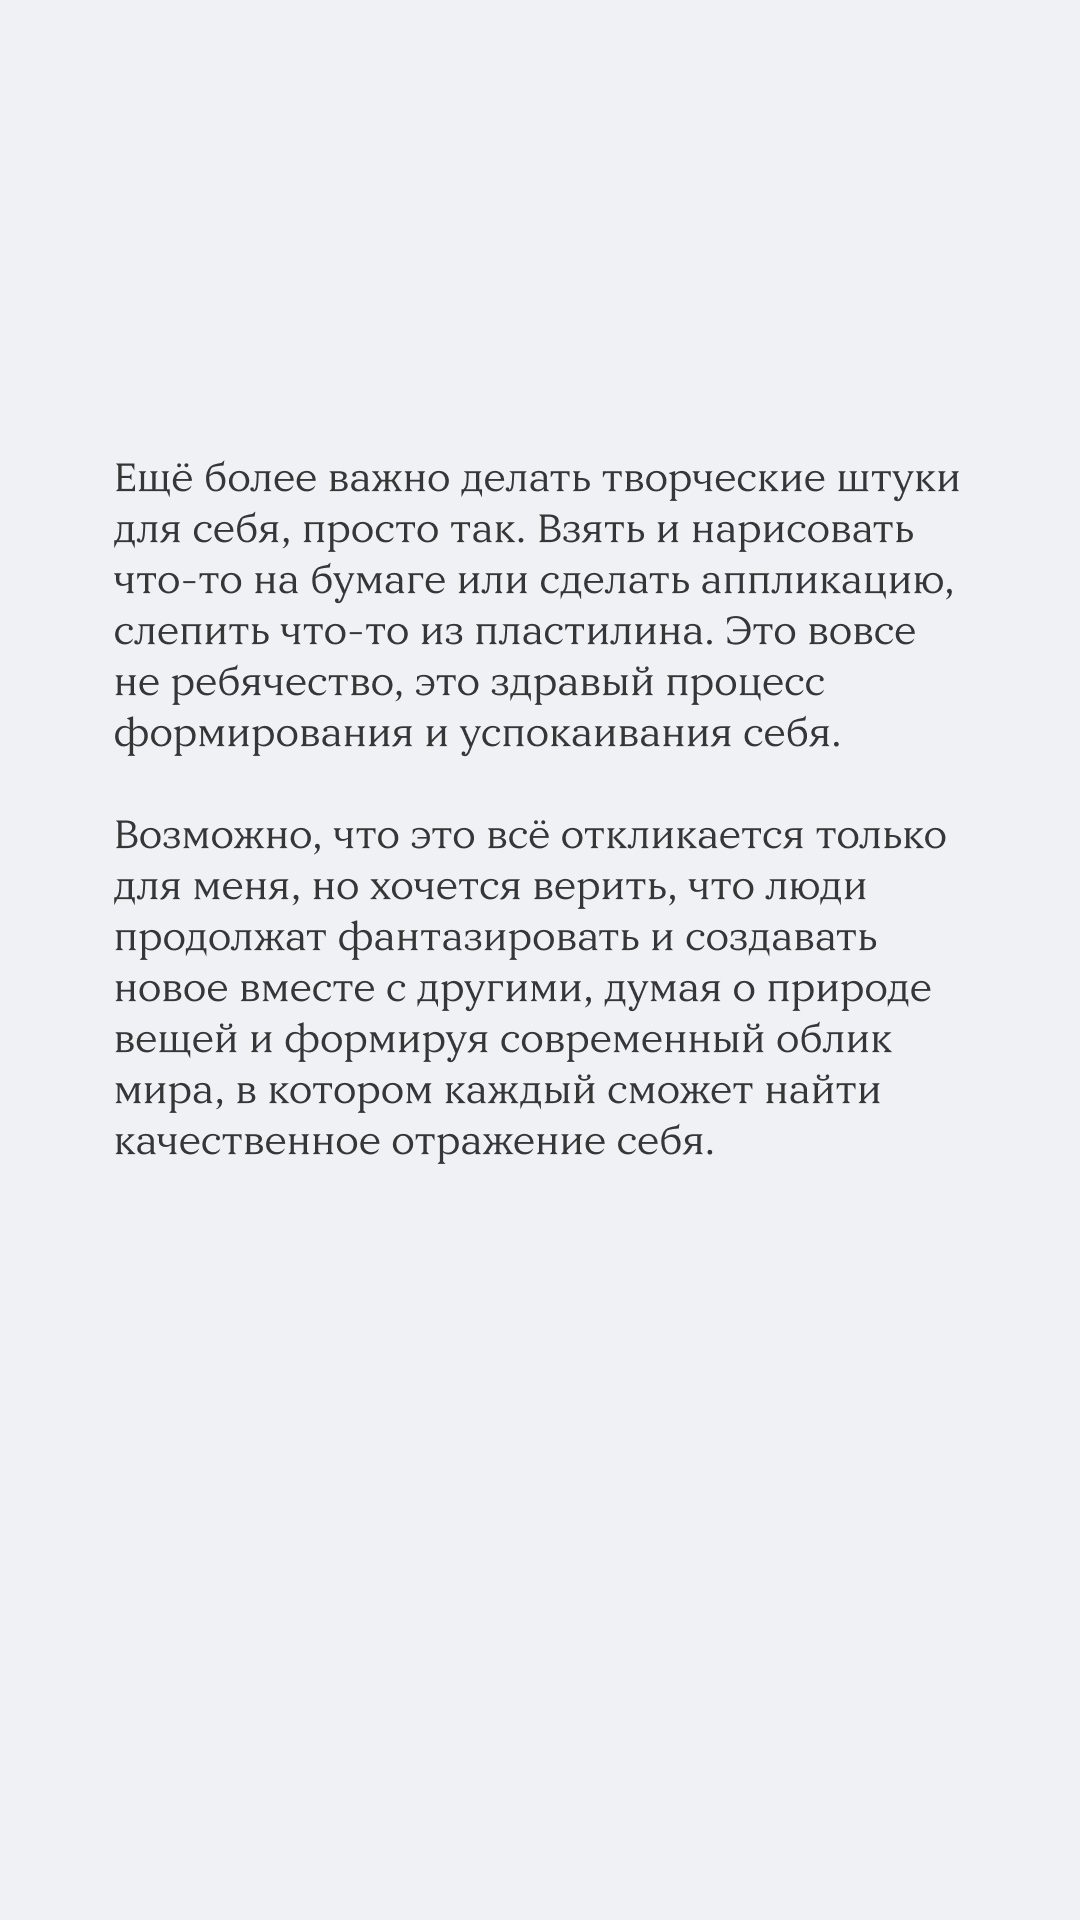 Ещё более важно делать творческие штуки
для себя, просто так. Взять и нарисовать
что-то на бумаге или сделать аппликацию,
слепить что-то из пластилина. Это вовсе
не ребячество, это здравый процесс
формирования и успокаивания себя.
Возможно, что это всё откликается только
для меня, но хочется верить, что люди
продолжат фантазировать и создавать
новое вместе с другими, думая о природе
вещей и формируя современный облик
мира, в котором каждый сможет найти
качественное отражение себя.